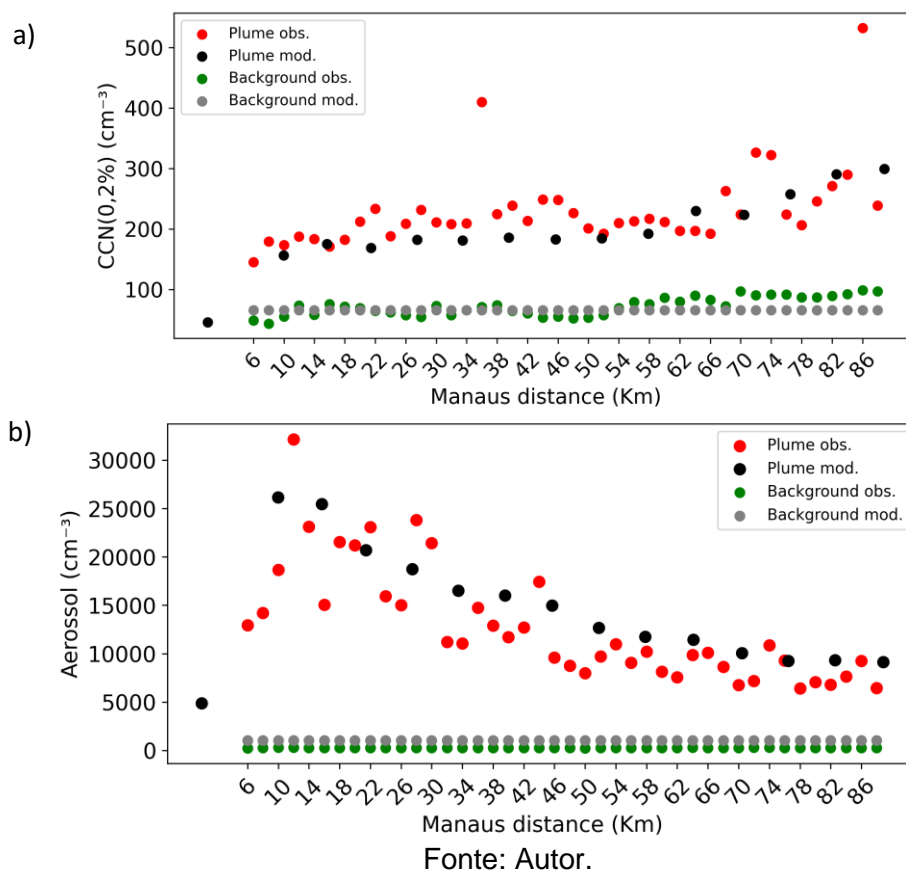 a)
Plume obs.
Plume mod.
Background obs.
Background mod.
CCN(0,2%) (cm⁻³)
500
400
300
200
100
6 10 14 18 22 26 30 34 38 42 46 50 54 58 62 66 70 74 78 82 86
Manaus distance (Km)
b)
Plume obs.
Plume mod.
Background obs.
Background mod.
Aerossol (cm⁻³)
30000
25000
20000
15000
10000
5000
0
6 10 14 18 22 26 30 34 38 42 46 50 54 58 62 66 70 74 78 82 86
Manaus distance (Km)
Fonte: Autor.